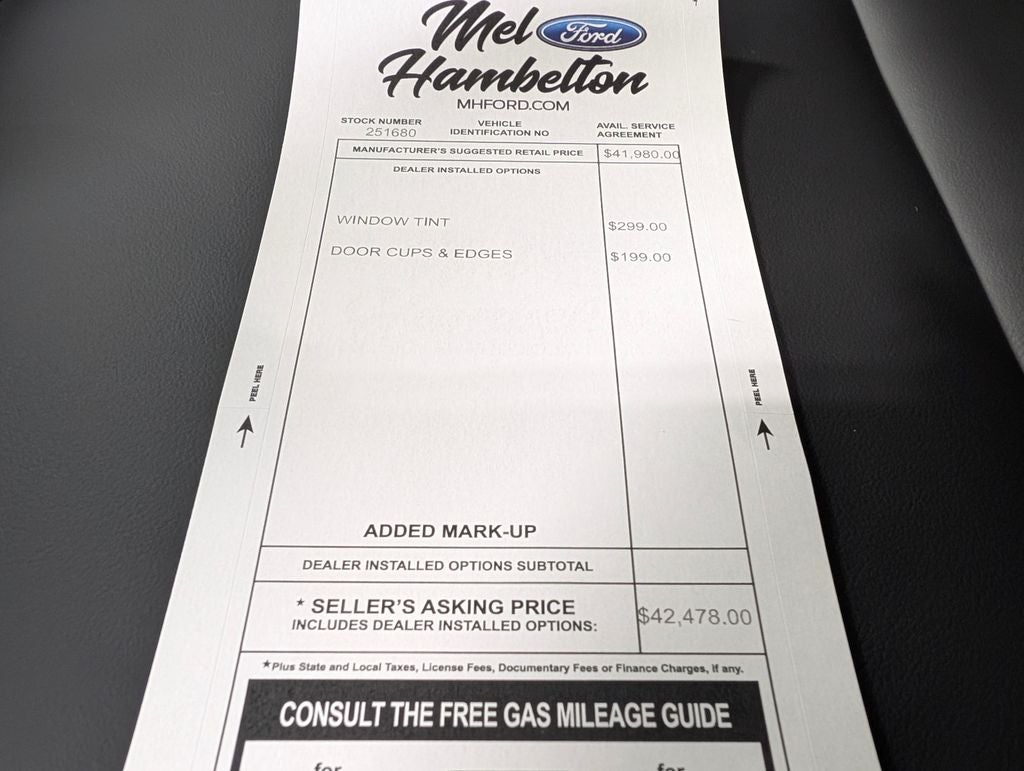 Mel Ford
Hambelton
MHFORD.COM
STOCK NUMBER
251680
VEHICLE
IDENTIFICATION NO
AVAIL. SERVICE
AGREEMENT
MANUFACTURER'S SUGGESTED RETAIL PRICE $41,980.00
DEALER INSTALLED OPTIONS
WINDOW TINT $299.00
DOOR CUPS & EDGES $199.00
PEEL HERE
PEEL HERE
ADDED MARK-UP
DEALER INSTALLED OPTIONS SUBTOTAL
* SELLER'S ASKING PRICE
INCLUDES DEALER INSTALLED OPTIONS: $42,478.00
*Plus State and Local Taxes, License Fees, Documentary Fees or Finance Charges, If any.
CONSULT THE FREE GAS MILEAGE GUIDE
for for